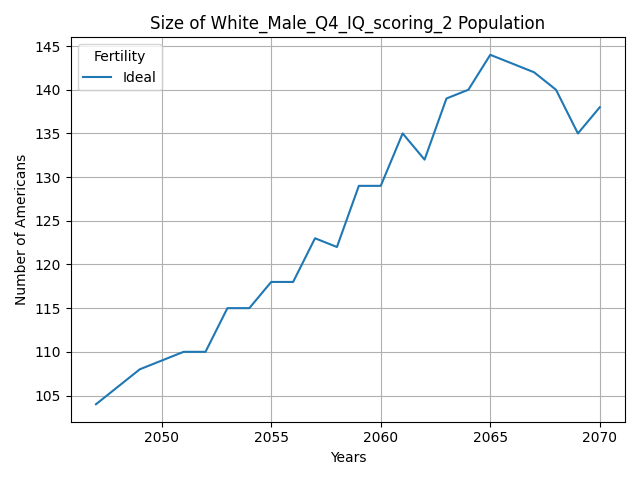 Size of White_Male_Q4_IQ_scoring_2 Population
Fertility
Ideal
Number of Americans
145
140
135
130
125
120
115
110
105
2050 2055 2060 2065 2070
Years